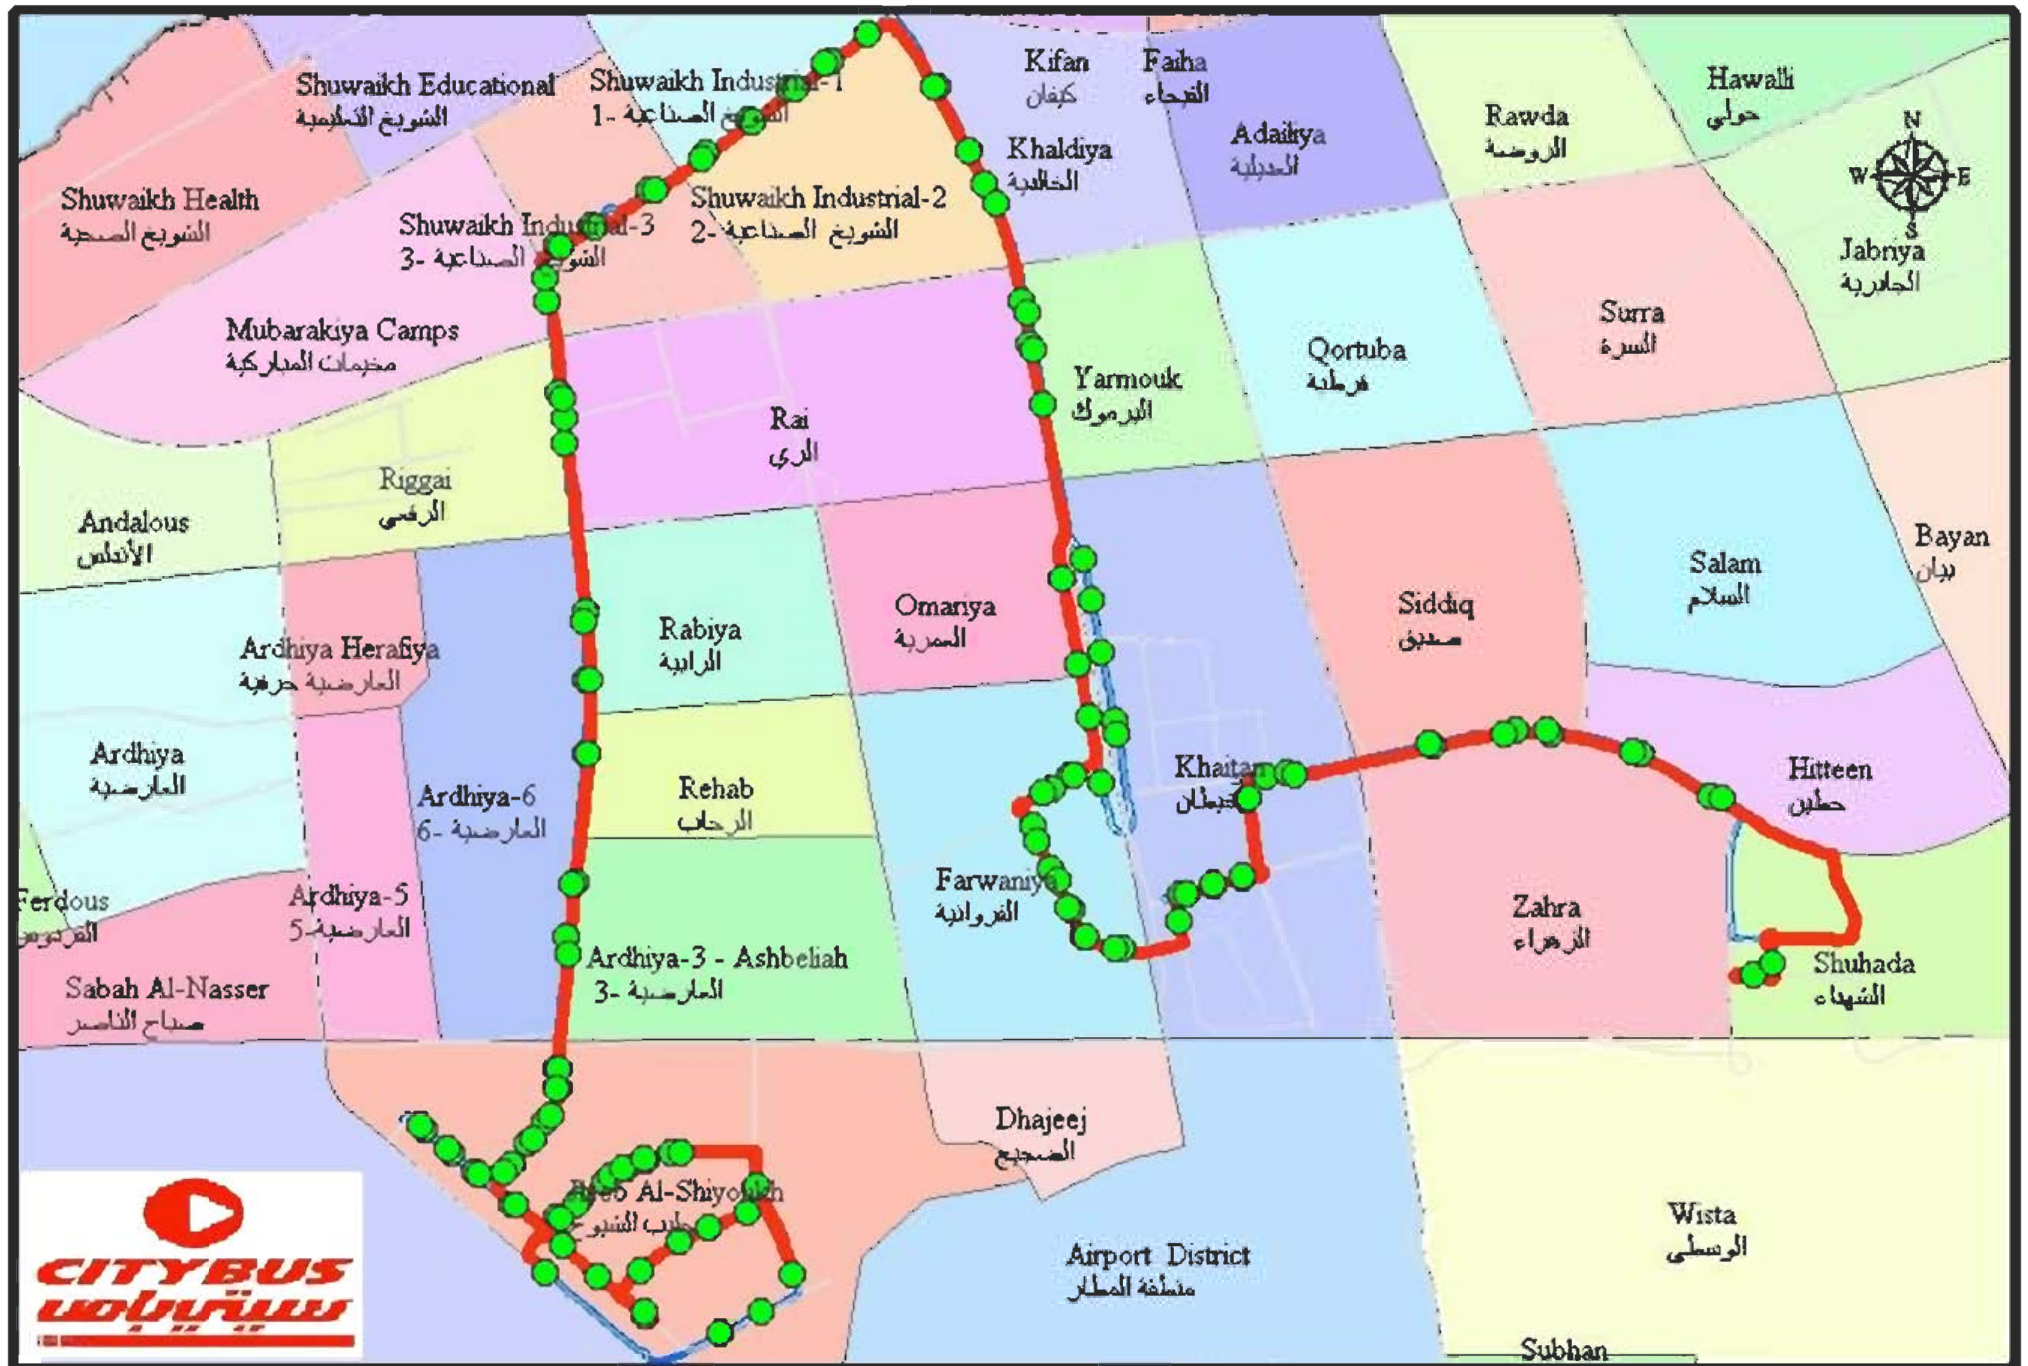 Kifan
كيفان
Faiha
الفيحاء
Hawalli
حولي
Shuwaikh Educational
الشويخ التعليمية
Shuwaikh Industrial-1
الشويخ الصناعية -1
Rawda
الروضة
Adailiya
العديلية
Khaldiya
الخالدية
N
W
E
S
Shuwaikh Health
الشويخ الصحية
Shuwaikh Industrial-2
الشويخ الصناعية -2
Shuwaikh Industrial-3
الشويخ الصناعية -3
Jabriya
الجابرية
Mubarakiya Camps
مخيمات المباركية
Surra
السرة
Qortuba
قرطبة
Yarmouk
اليرموك
Rai
الري
Riggai
الرقعي
Andalous
الأندلس
Bayan
بيان
Salam
السلام
Siddiq
صديق
Omariya
العمرية
Rabiya
الرابية
Ardhiya Herafiya
العارضية حرفية
Ardhiya
العارضية
Ardhiya-6
العارضية -6
Rehab
الرحاب
Khaitan
خيطان
Hitteen
حطين
Ferdous
الفردوس
Ardhiya-5
العارضية-5
Farwaniya
الفروانية
Zahra
الزهراء
Ardhiya-3 - Ashbeliah
العارضية -3
Shuhada
الشهداء
Sabah Al-Nasser
صباح الناصر
Dhajeej
الضجيج
Jleeb Al-Shiyoukh
جليب الشيوخ
Wista
الوسطى
Airport District
منطقة المطار
Subhan
CITYBUS
سيتي باص